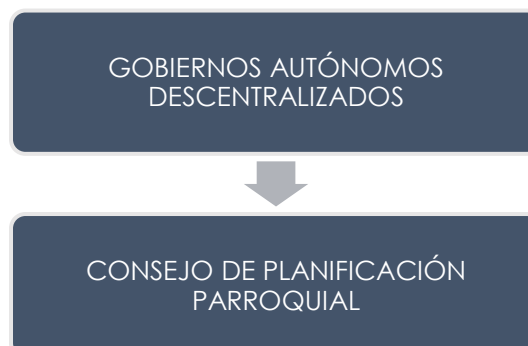 GOBIERNOS AUTÓNOMOS
DESCENTRALIZADOS
CONSEJO DE PLANIFICACIÓN
PARROQUIAL